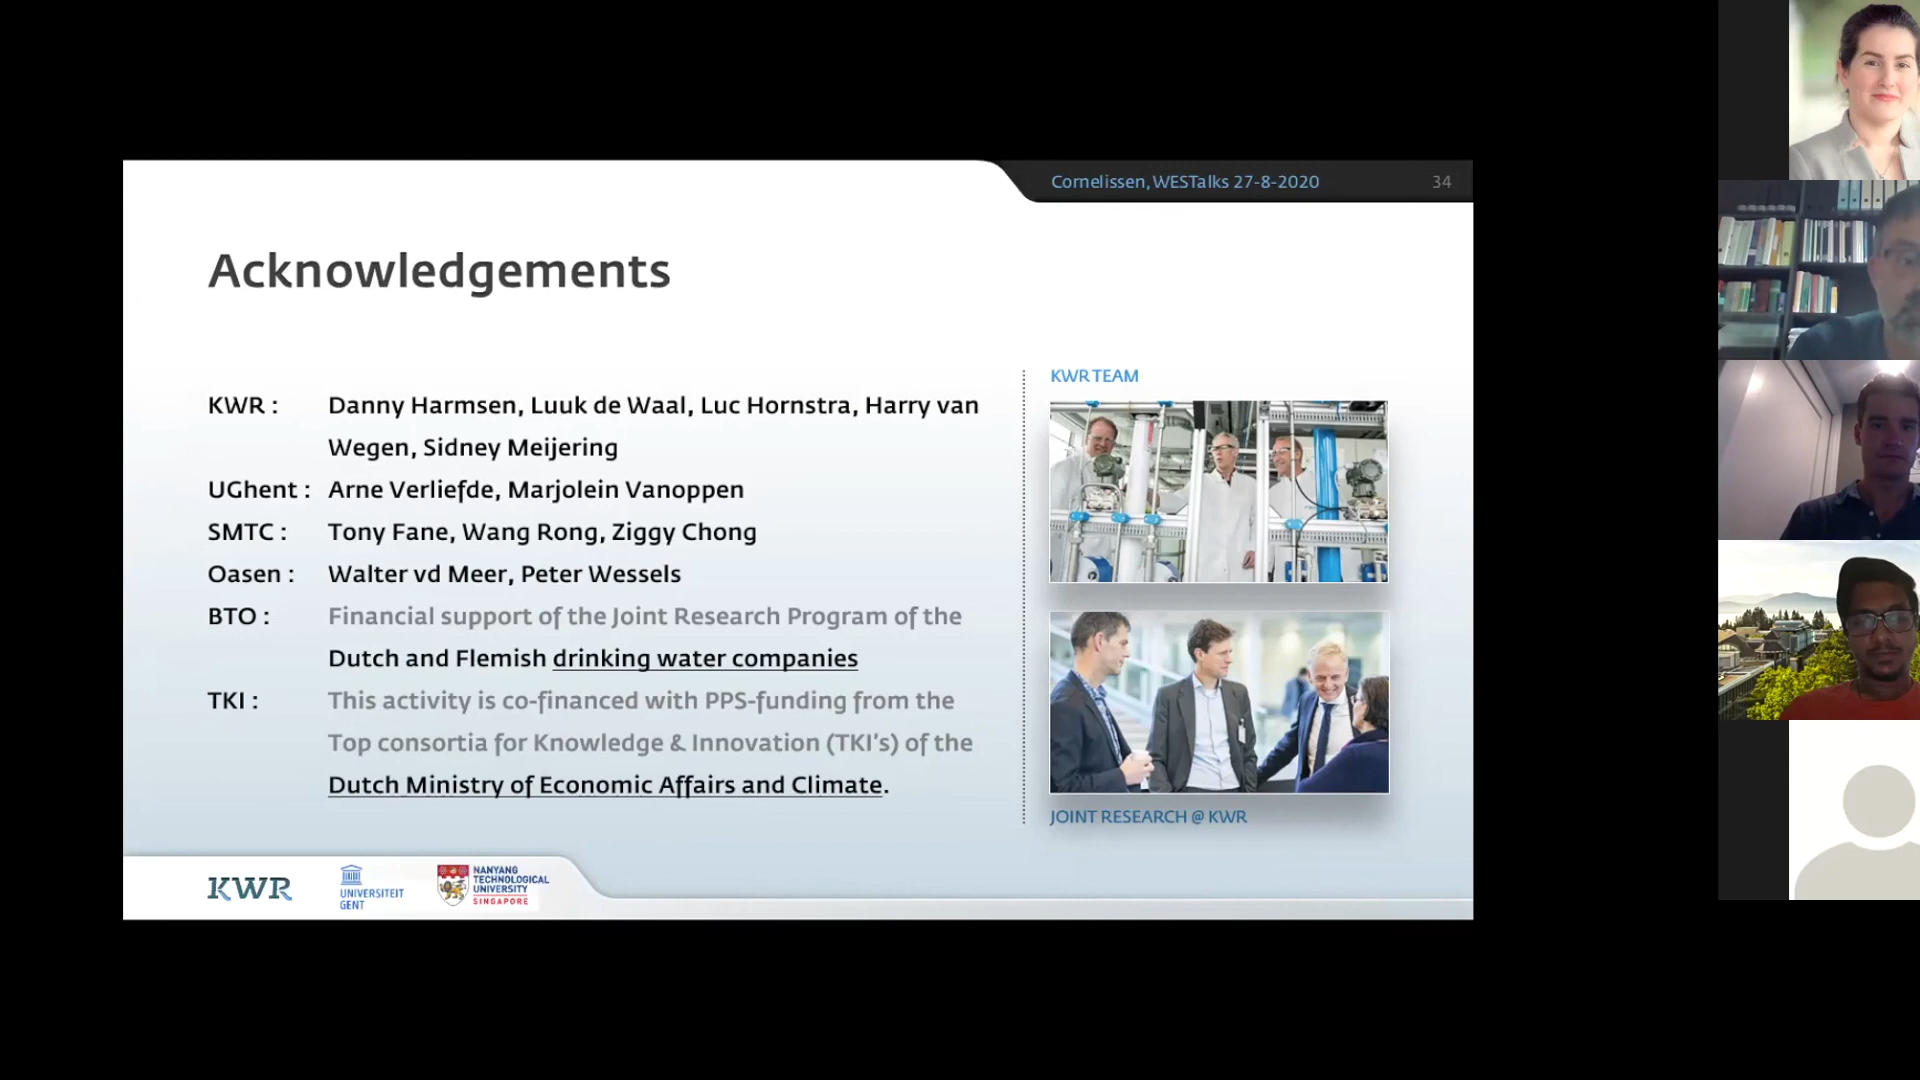 Cornelissen, WESTalks 27-8-2020 34
Acknowledgements
KWR : Danny Harmsen, Luuk de Waal, Luc Hornstra, Harry van
Wegen, Sidney Meijering
UGhent : Arne Verliefde, Marjolein Vanoppen
SMTC : Tony Fane, Wang Rong, Ziggy Chong
Oasen : Walter vd Meer, Peter Wessels
BTO : Financial support of the Joint Research Program of the
Dutch and Flemish drinking water companies
TKI : This activity is co-financed with PPS-funding from the
Top consortia for Knowledge & Innovation (TKI's) of the
Dutch Ministry of Economic Affairs and Climate.
KWR TEAM
JOINT RESEARCH @ KWR
KWR
UNIVERSITEIT
GENT
NANYANG
TECHNOLOGICAL
UNIVERSITY
SINGAPORE